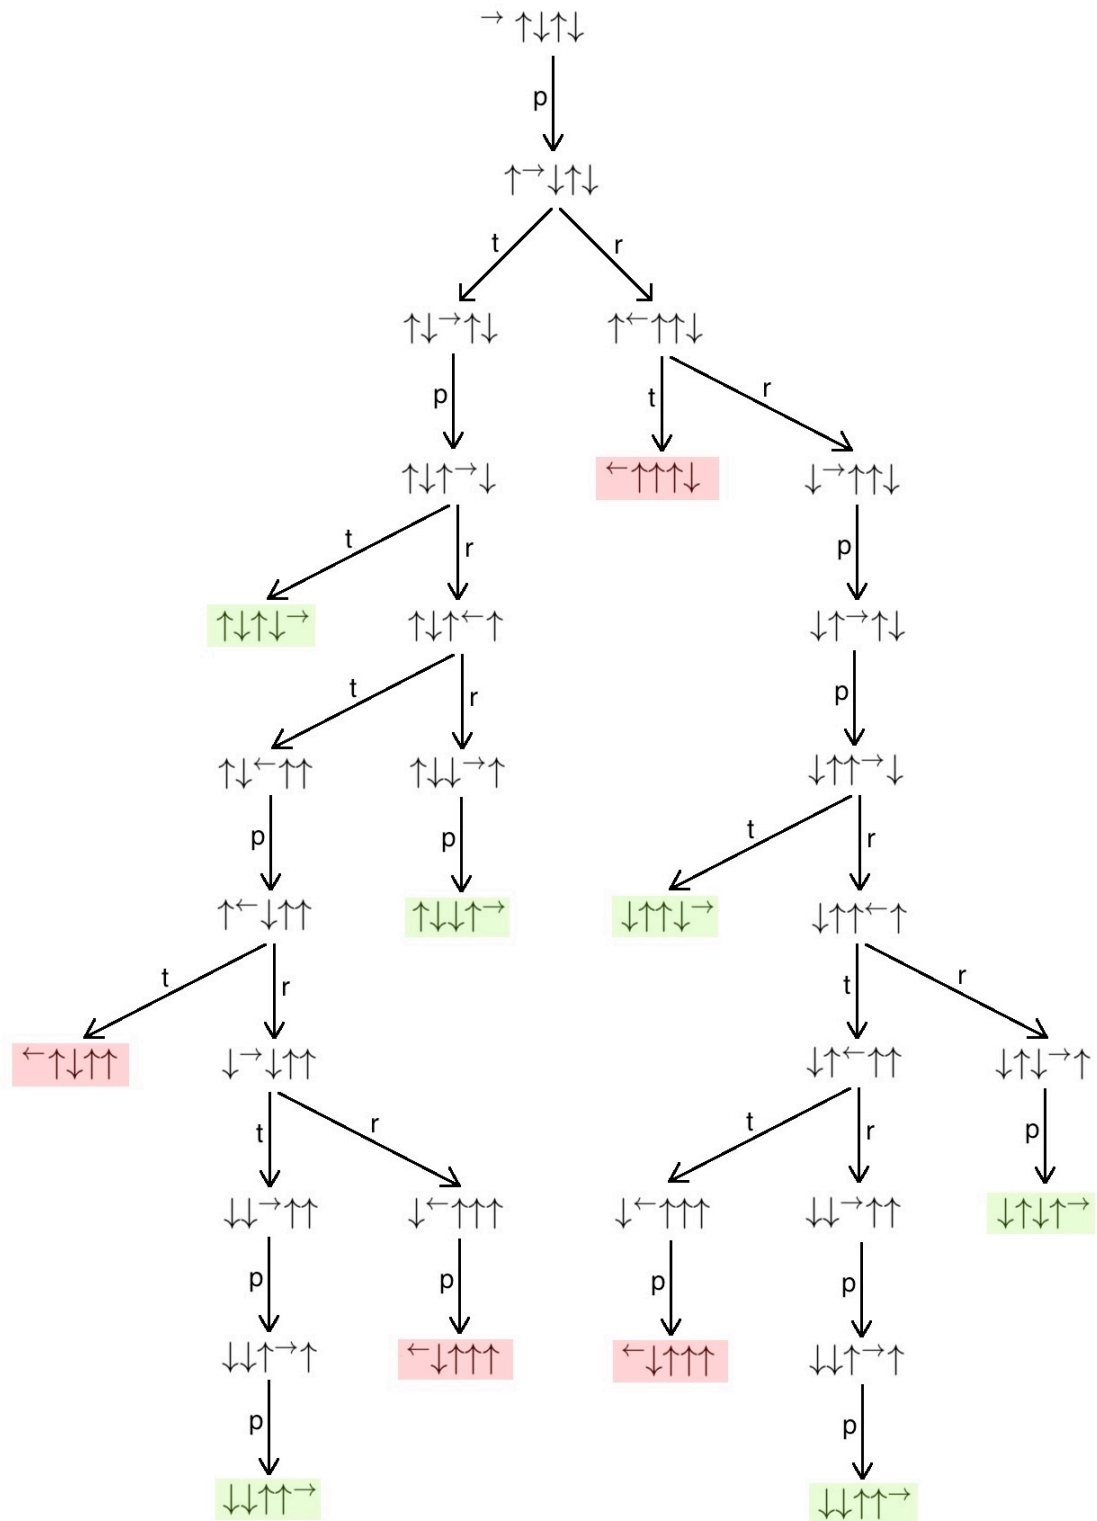 → ↑↓↑↓
p
↑→↓↑↓
t r
↑↓→↑↓ ↑←↑↑↓
p t r
↑↓↑→↓ ←↑↑↑↓ ↓→↑↑↓
t r p
↑↓↑↓→ ↑↓↑←↑ ↓↑→↑↓
t r p
↑↓←↑↑ ↑↓↓→↑ ↓↑↑→↓
p p t r
↑←↓↑↑ ↑↓↓↑→ ↓↑↑↓→ ↓↑↑←↑
t r t r
←↑↓↑↑ ↓→↓↑↑ ↓↑←↑↑ ↓↑↓→↑
t r t r p
↓↓→↑↑ ↓←↑↑↑ ↓←↑↑↑ ↓↓→↑↑ ↓↑↓↑→
p p p p
↓↓↑→↑ ←↓↑↑↑ ←↓↑↑↑ ↓↓↑→↑
p p
↓↓↑↑→ ↓↓↑↑→